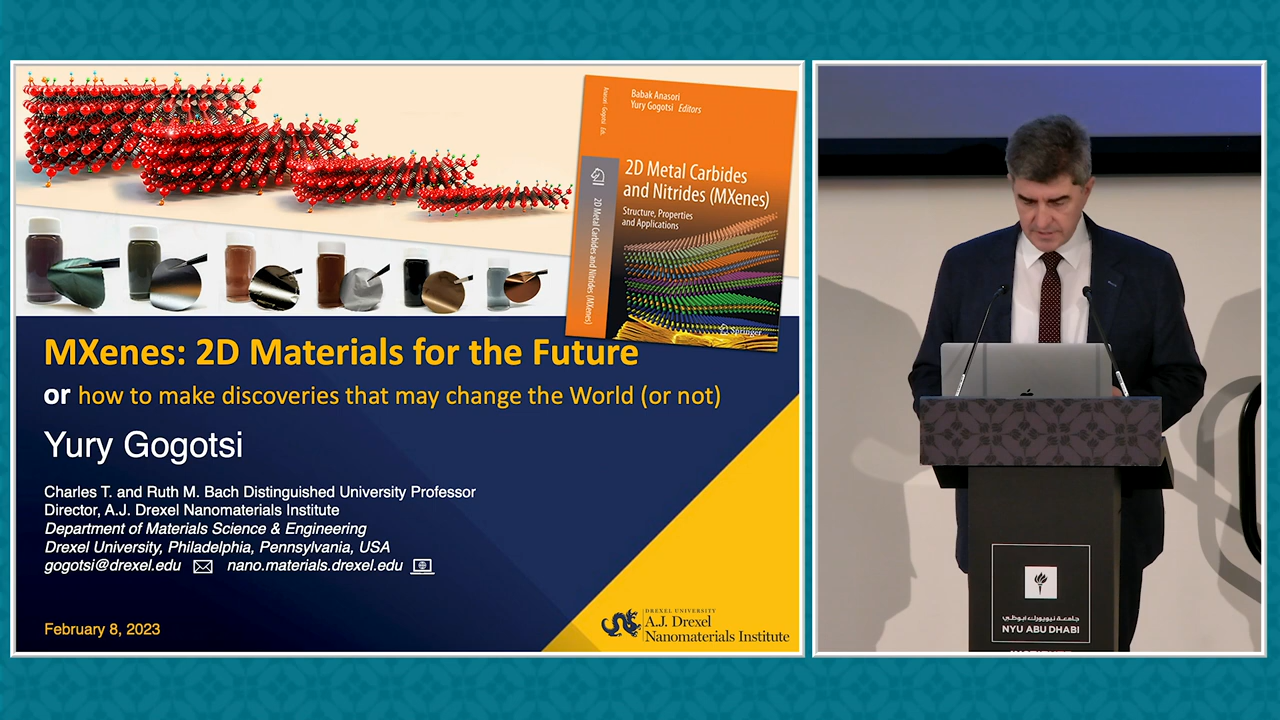 Babak Anasori
Yury Gogotsi Editors
2D Metal Carbides
and Nitrides (MXenes)
Structure, Properties
and Applications
2D Metal Carbides and Nitrides (MXenes)
Springer
MXenes: 2D Materials for the Future
or how to make discoveries that may change the World (or not)
Yury Gogotsi
Charles T. and Ruth M. Bach Distinguished University Professor
Director, A.J. Drexel Nanomaterials Institute
Department of Materials Science & Engineering
Drexel University, Philadelphia, Pennsylvania, USA
gogotsi@drexel.edu nano.materials.drexel.edu
February 8, 2023
DREXEL UNIVERSITY
A.J. Drexel
Nanomaterials Institute
جامعة نيويورك أبوظبي
NYU ABU DHABI